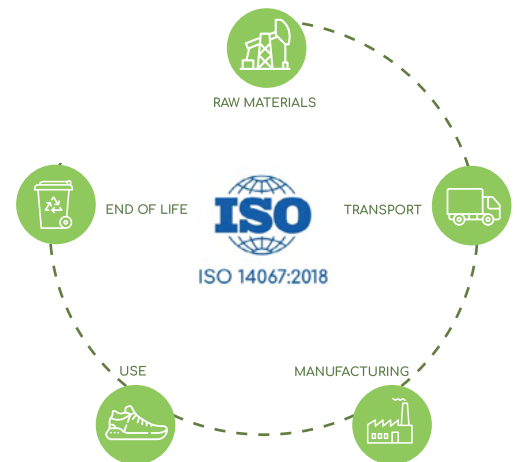 RAW MATERIALS
END OF LIFE
ISO
TRANSPORT
ISO 14067:2018
USE
MANUFACTURING